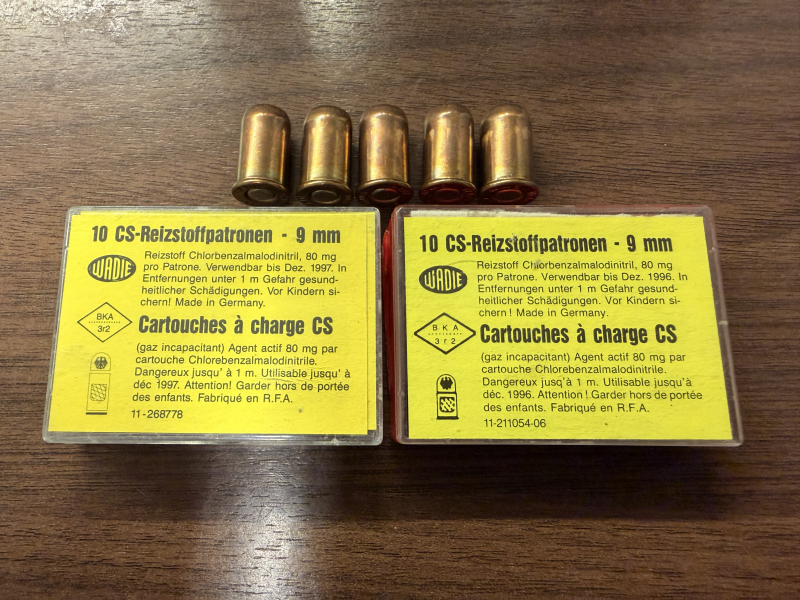 10 CS-Reizstoffpatronen - 9 mm
WADIE
Reizstoff Chlorbenzalmalodinitril, 80 mg
pro Patrone. Verwendbar bis Dez. 1997. In
Entfernungen unter 1 m Gefahr gesund-
heitlicher Schädigungen. Vor Kindern si-
chern! Made in Germany.
BKA
3r2
Cartouches à charge CS
(gaz incapacitant) Agent actif 80 mg par
cartouche Chlorebenzalmalodinitrile.
Dangereux jusqu' à 1 m. Utilisable jusqu' à
déc 1997. Attention! Garder hors de portée
des enfants. Fabriqué en R.F.A.
11-268778
10 CS-Reizstoffpatronen - 9 mm
WADIE
Reizstoff Chlorbenzalmalodinitril, 80 mg
pro Patrone. Verwendbar bis Dez. 1996. In
Entfernungen unter 1 m Gefahr gesund-
heitlicher Schädigungen. Vor Kindern si-
chern ! Made in Germany.
BKA
3r2
Cartouches à charge CS
(gaz incapacitant) Agent actif 80 mg par
cartouche Chlorebenzalmalodinitrile.
Dangereux jusqu'à 1 m. Utilisable jusqu'à
déc. 1996. Attention ! Garder hors de portée
des enfants. Fabriqué en R.F.A.
11-211054-06